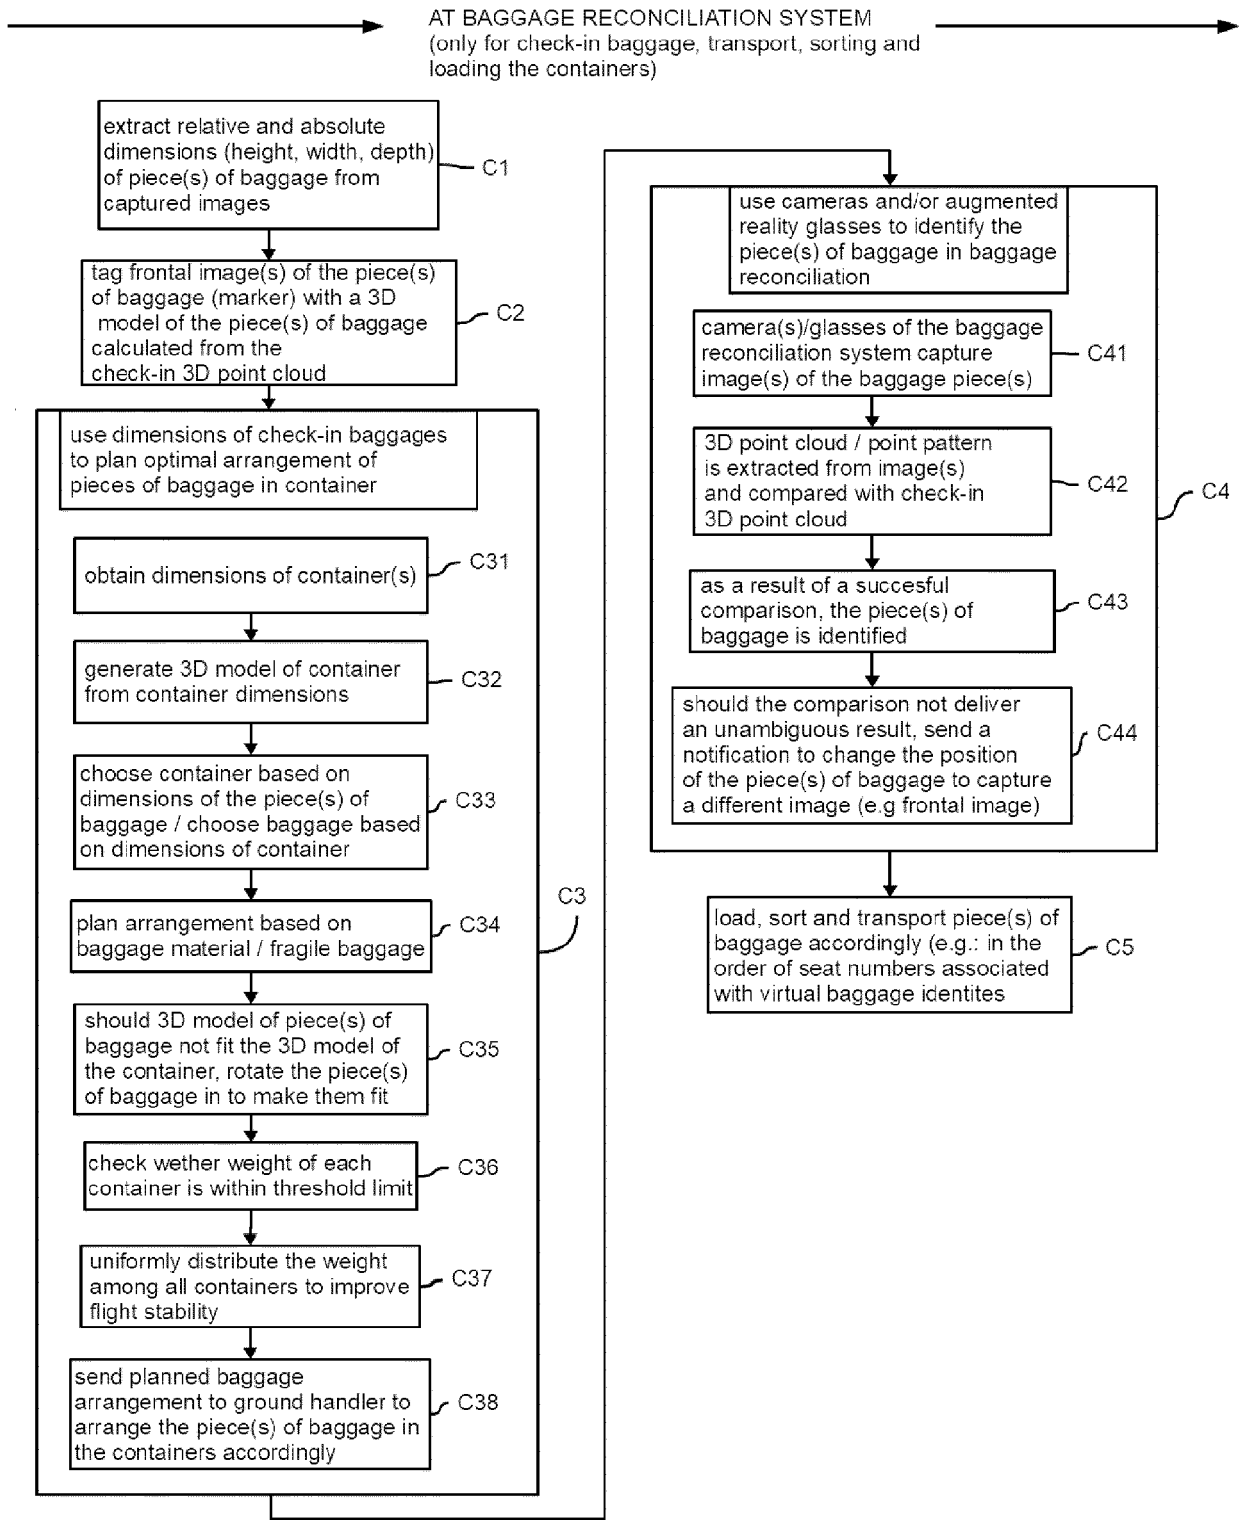 AT BAGGAGE RECONCILIATION SYSTEM
(only for check-in baggage, transport, sorting and
loading the containers)
extract relative and absolute
dimensions (height, width, depth)
of piece(s) of baggage from
captured images
C1
tag frontal image(s) of the piece(s)
of baggage (marker) with a 3D
model of the piece(s) of baggage
calculated from the
check-in 3D point cloud
C2
use dimensions of check-in baggages
to plan optimal arrangement of
pieces of baggage in container
obtain dimensions of container(s)
C31
generate 3D model of container
from container dimensions
C32
choose container based on
dimensions of the piece(s) of
baggage / choose baggage based
on dimensions of container
C33
plan arrangement based on
baggage material / fragile baggage
C34
should 3D model of piece(s) of
baggage not fit the 3D model of
the container, rotate the piece(s)
of baggage in to make them fit
C35
check wether weight of each
container is within threshold limit
C36
uniformly distribute the weight
among all containers to improve
flight stability
C37
send planned baggage
arrangement to ground handler to
arrange the piece(s) of baggage in
the containers accordingly
C38
C3
use cameras and/or augmented
reality glasses to identify the
piece(s) of baggage in baggage
reconciliation
camera(s)/glasses of the baggage
reconciliation system capture
image(s) of the baggage piece(s)
C41
3D point cloud / point pattern
is extracted from image(s)
and compared with check-in
3D point cloud
C42
as a result of a succesful
comparison, the piece(s) of
baggage is identified
C43
should the comparison not deliver
an unambiguous result, send a
notification to change the position
of the piece(s) of baggage to capture
a different image (e.g frontal image)
C44
C4
load, sort and transport piece(s) of
baggage accordingly (e.g.: in the
order of seat numbers associated
with virtual baggage identites
C5